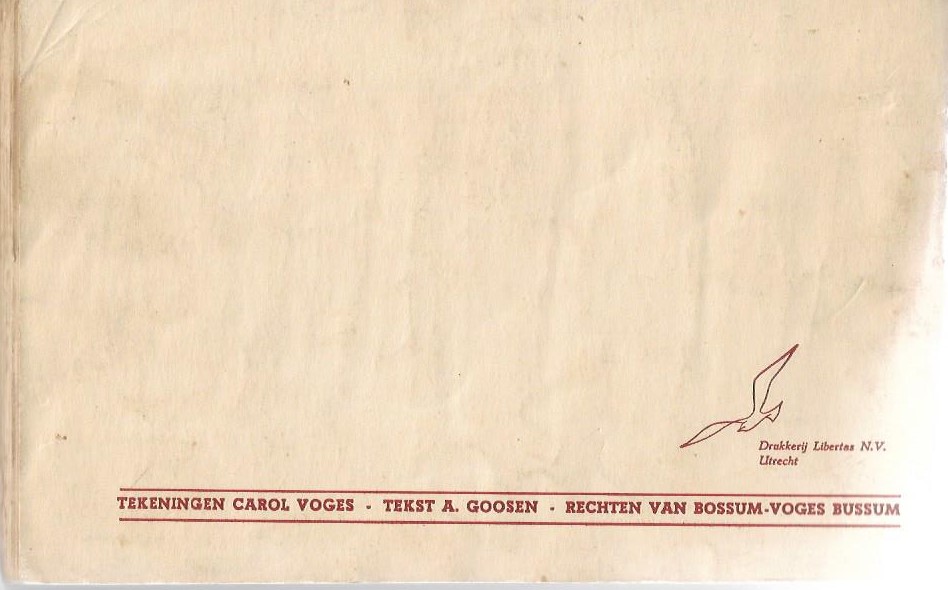 Drukkerij Libertas N.V.
Utrecht
TEKENINGEN CAROL VOGES - TEKST A. GOOSEN - RECHTEN VAN BOSSUM-VOGES BUSSUM